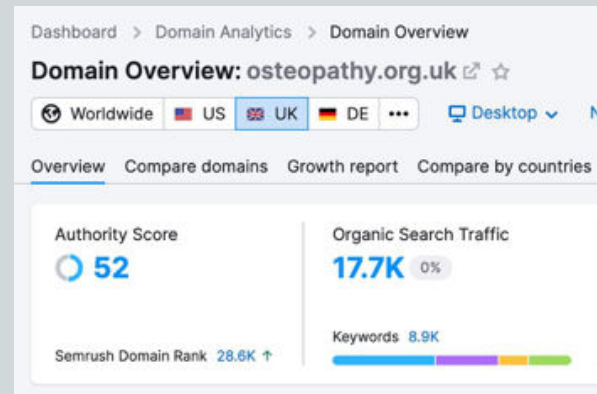 Dashboard > Domain Analytics > Domain Overview
Domain Overview: osteopathy.org.uk
Worldwide US UK DE ••• Desktop
Overview Compare domains Growth report Compare by countries
Authority Score Organic Search Traffic
52 17.7K 0%
Keywords 8.9K
Semrush Domain Rank 28.6K ↑